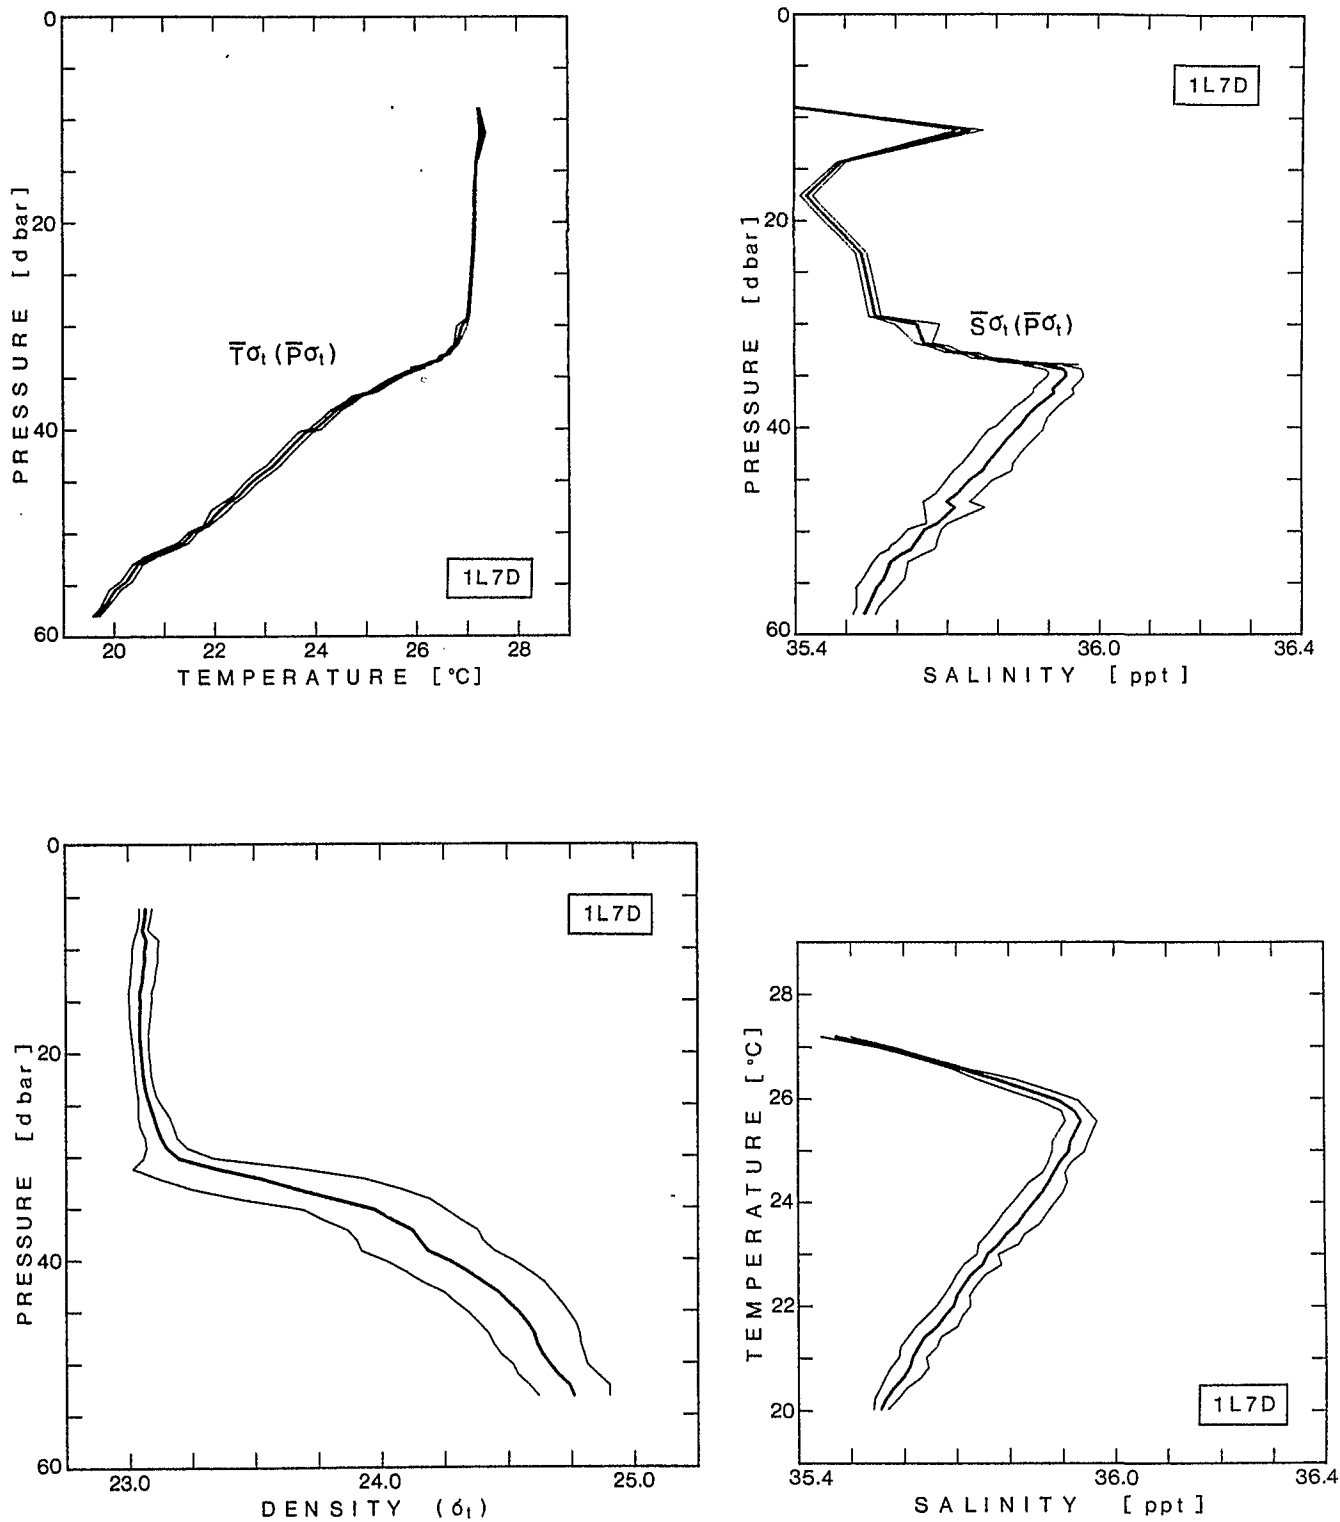 0
20
40
60
PRESSURE [dbar]
T̅σt (P̅σt)
1L7D
20 22 24 26 28
TEMPERATURE [°C]
0
20
40
60
PRESSURE [dbar]
1L7D
S̅σt (P̅σt)
35.4 36.0 36.4
SALINITY [ppt]
0
20
40
60
PRESSURE [dbar]
1L7D
23.0 24.0 25.0
DENSITY (σt)
28
26
24
22
20
TEMPERATURE [°C]
1L7D
35.4 36.0 36.4
SALINITY [ppt]